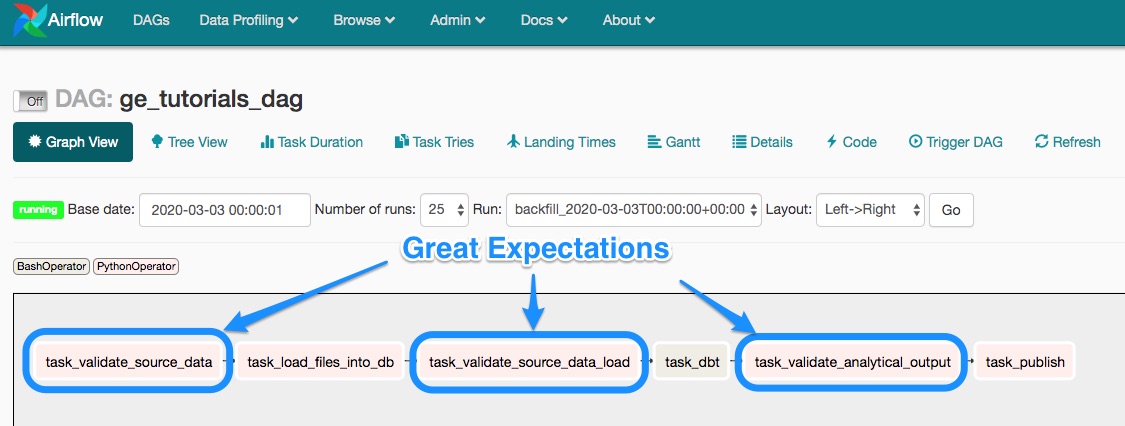 Airflow DAGs Data Profiling Browse Admin Docs About
Off DAG: ge_tutorials_dag
Graph View Tree View Task Duration Task Tries Landing Times Gantt Details Code Trigger DAG Refresh
running Base date: 2020-03-03 00:00:01 Number of runs: 25 Run: backfill_2020-03-03T00:00:00+00:00 Layout: Left->Right Go
Great Expectations
BashOperator PythonOperator
task_validate_source_data task_load_files_into_db task_validate_source_data_load task_dbt task_validate_analytical_output task_publish